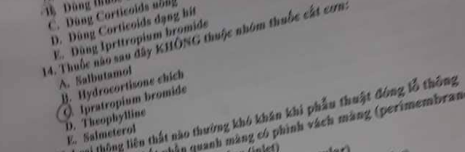 B. Dùng
C. Dùng Corticoids uống
D. Dùng Corticoids dạng hít
E. Dùng Iprtropium bromide
14. Thuốc nào sau đây KHÔNG thuộc nhóm thuốc cắt cơn:
A. Salbutamol
B. Hydrocortisone chích
C. Ipratropium bromide
D. Theophylline
E. Salmeterol
thông liên thất nào thường khó khăn khi phẫu thuật đóng lỗ thông
quanh màng có phình vách màng (perimembran